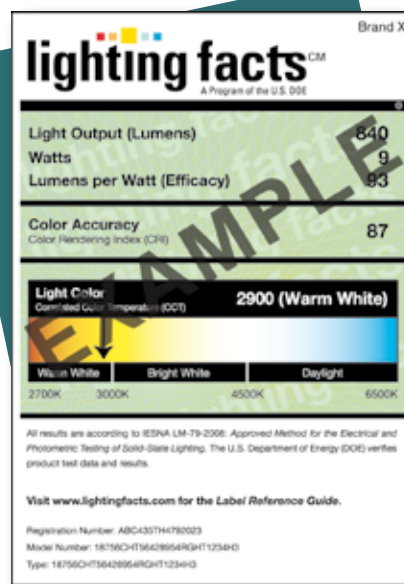 Brand X
lighting facts CM
A Program of the U.S. DOE
Light Output (Lumens) 840
Watts 9
Lumens per Watt (Efficacy) 93
Color Accuracy 87
Color Rendering Index (CRI)
Light Color
Correlated Color Temperature (CCT)
2900 (Warm White)
Warm White Bright White Daylight
2700K 3000K 4500K 6500K
EXAMPLE
All results are according to IESNA LM-79-2008: Approved Method for the Electrical and
Photometric Testing of Solid-State Lighting. The U.S. Department of Energy (DOE) verifies
product test data and results.
Visit www.lightingfacts.com for the Label Reference Guide.
Registration Number: ABC435TH4792023
Model Number: 18756CHT56428954RGHT1234H3
Type: 18756CHT56428954RGHT1234H3